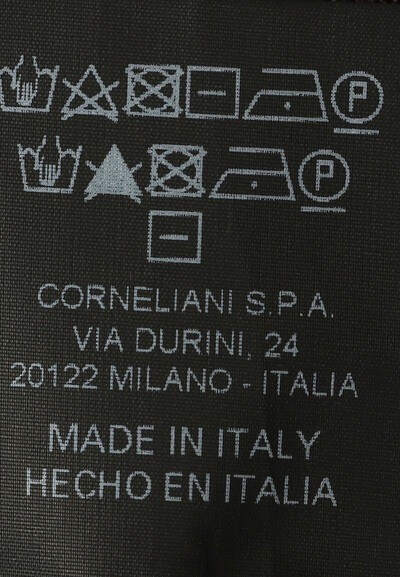 P
P
CORNELIANI S.P.A.
VIA DURINI, 24
20122 MILANO - ITALIA
MADE IN ITALY
HECHO EN ITALIA